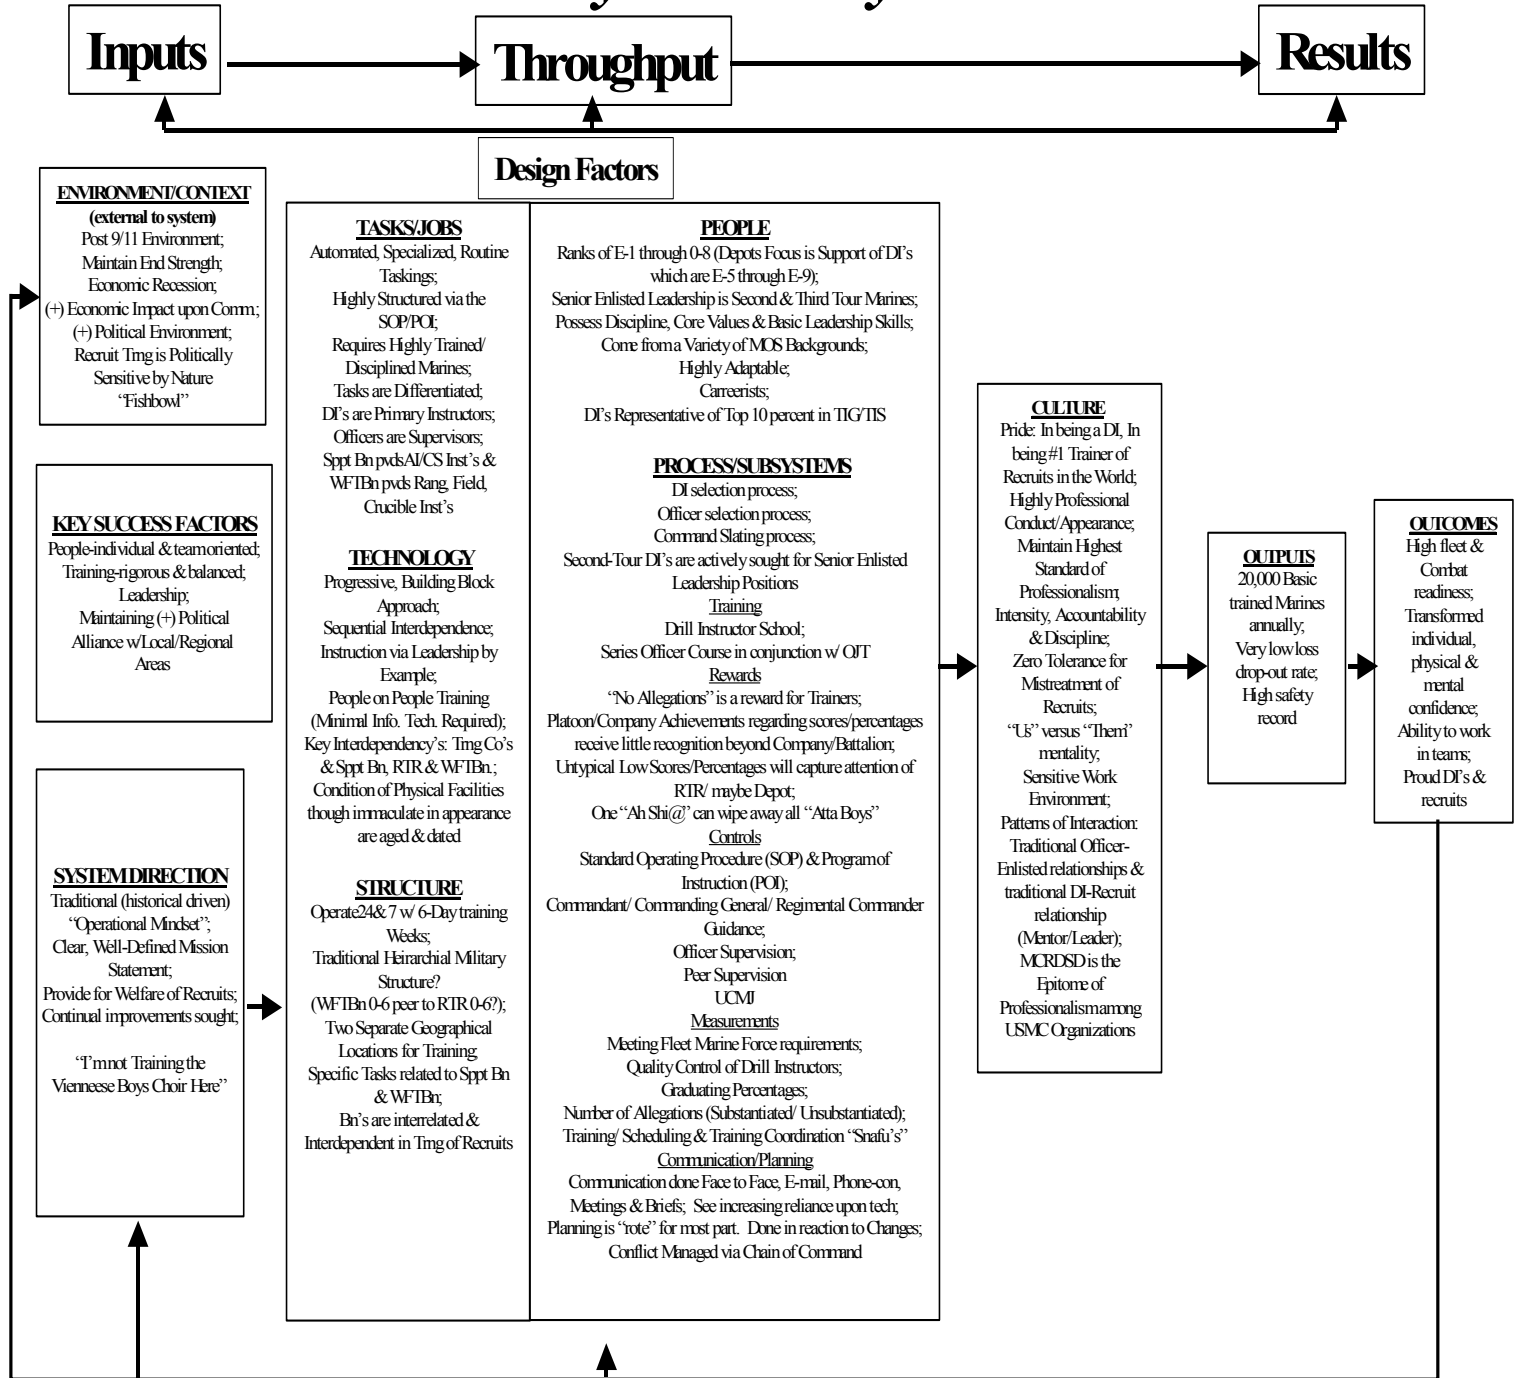 Inputs
Throughput
Results
Design Factors
ENVIRONMENT/CONTEXT
(external to system)
Post 9/11 Environment;
Maintain End Strength;
Economic Recession;
(+) Economic Impact upon Comm.;
(+) Political Environment;
Recruit Trng is Politically
Sensitive by Nature
“Fishbowl”
KEY SUCCESS FACTORS
People-individual & team oriented;
Training-rigorous & balanced;
Leadership;
Maintaining (+) Political
Alliance w/Local/Regional
Areas
SYSTEM DIRECTION
Traditional (historical driven)
“Operational Mindset”;
Clear, Well-Defined Mission
Statement;
Provide for Welfare of Recruits;
Continual improvements sought;
“I’m not Training the
Vienneese Boys Choir Here”
TASKS/JOBS
Automated, Specialized, Routine
Taskings;
Highly Structured via the
SOP/POI;
Requires Highly Trained/
Disciplined Marines;
Tasks are Differentiated;
DI’s are Primary Instructors;
Officers are Supervisors;
Sppt Bn pvds AI/CS Inst’s &
WFTBn pvds Rang, Field,
Crucible Inst’s
TECHNOLOGY
Progressive, Building Block
Approach;
Sequential Interdependence;
Instruction via Leadership by
Example;
People on People Training
(Minimal Info. Tech. Required);
Key Interdependency’s: Trng Co’s
& Sppt Bn, RTR & WFTBn.;
Condition of Physical Facilities
though immaculate in appearance
are aged & dated
STRUCTURE
Operate 24 & 7 w/ 6-Day training
Weeks;
Traditional Heirarchial Military
Structure?
(WFTBn 0-6 peer to RTR 0-6?);
Two Separate Geographical
Locations for Training;
Specific Tasks related to Sppt Bn
& WFTBn;
Bn’s are interrelated &
Interdependent in Trng of Recruits
PEOPLE
Ranks of E-1 through 0-8 (Depots Focus is Support of DI’s
which are E-5 through E-9);
Senior Enlisted Leadership is Second & Third Tour Marines;
Possess Discipline, Core Values & Basic Leadership Skills;
Come from a Variety of MOS Backgrounds;
Highly Adaptable;
Carreerists;
DI’s Representative of Top 10 percent in TIG/TIS
PROCESS/SUBSYSTEMS
DI selection process;
Officer selection process;
Command Slating process;
Second-Tour DI’s are actively sought for Senior Enlisted
Leadership Positions
Training
Drill Instructor School;
Series Officer Course in conjunction w/ OJT
Rewards
“No Allegations” is a reward for Trainers;
Platoon/Company Achievements regarding scores/percentages
receive little recognition beyond Company/Battalion;
Untypical Low Scores/Percentages will capture attention of
RTR/ maybe Depot;
One “Ah Shi@” can wipe away all “Atta Boys”
Controls
Standard Operating Procedure (SOP) & Program of
Instruction (POI);
Commandant/ Commanding General/ Regimental Commander
Guidance;
Officer Supervision;
Peer Supervision
UCMJ
Measurements
Meeting Fleet Marine Force requirements;
Quality Control of Drill Instructors;
Graduating Percentages;
Number of Allegations (Substantiated/ Unsubstantiated);
Training/ Scheduling & Training Coordination “Snafu’s”
Communication/Planning
Communication done Face to Face, E-mail, Phone-con,
Meetings & Briefs; See increasing reliance upon tech;
Planning is “rote” for most part. Done in reaction to Changes;
Conflict Managed via Chain of Command
CULTURE
Pride: In being a DI, In
being #1 Trainer of
Recruits in the World;
Highly Professional
Conduct/Appearance;
Maintain Highest
Standard of
Professionalism;
Intensity, Accountability
& Discipline;
Zero Tolerance for
Mistreatment of
Recruits;
“Us” versus “Them”
mentality;
Sensitive Work
Environment;
Patterns of Interaction:
Traditional Officer-
Enlisted relationships &
traditional DI-Recruit
relationship
(Mentor/Leader);
MCRDSD is the
Epitome of
Professionalism among
USMC Organizations
OUTPUTS
20,000 Basic
trained Marines
annually;
Very low loss
drop-out rate;
High safety
record
OUTCOMES
High fleet &
Combat
readiness;
Transformed
individual,
physical &
mental
confidence;
Ability to work
in teams;
Proud DI’s &
recruits